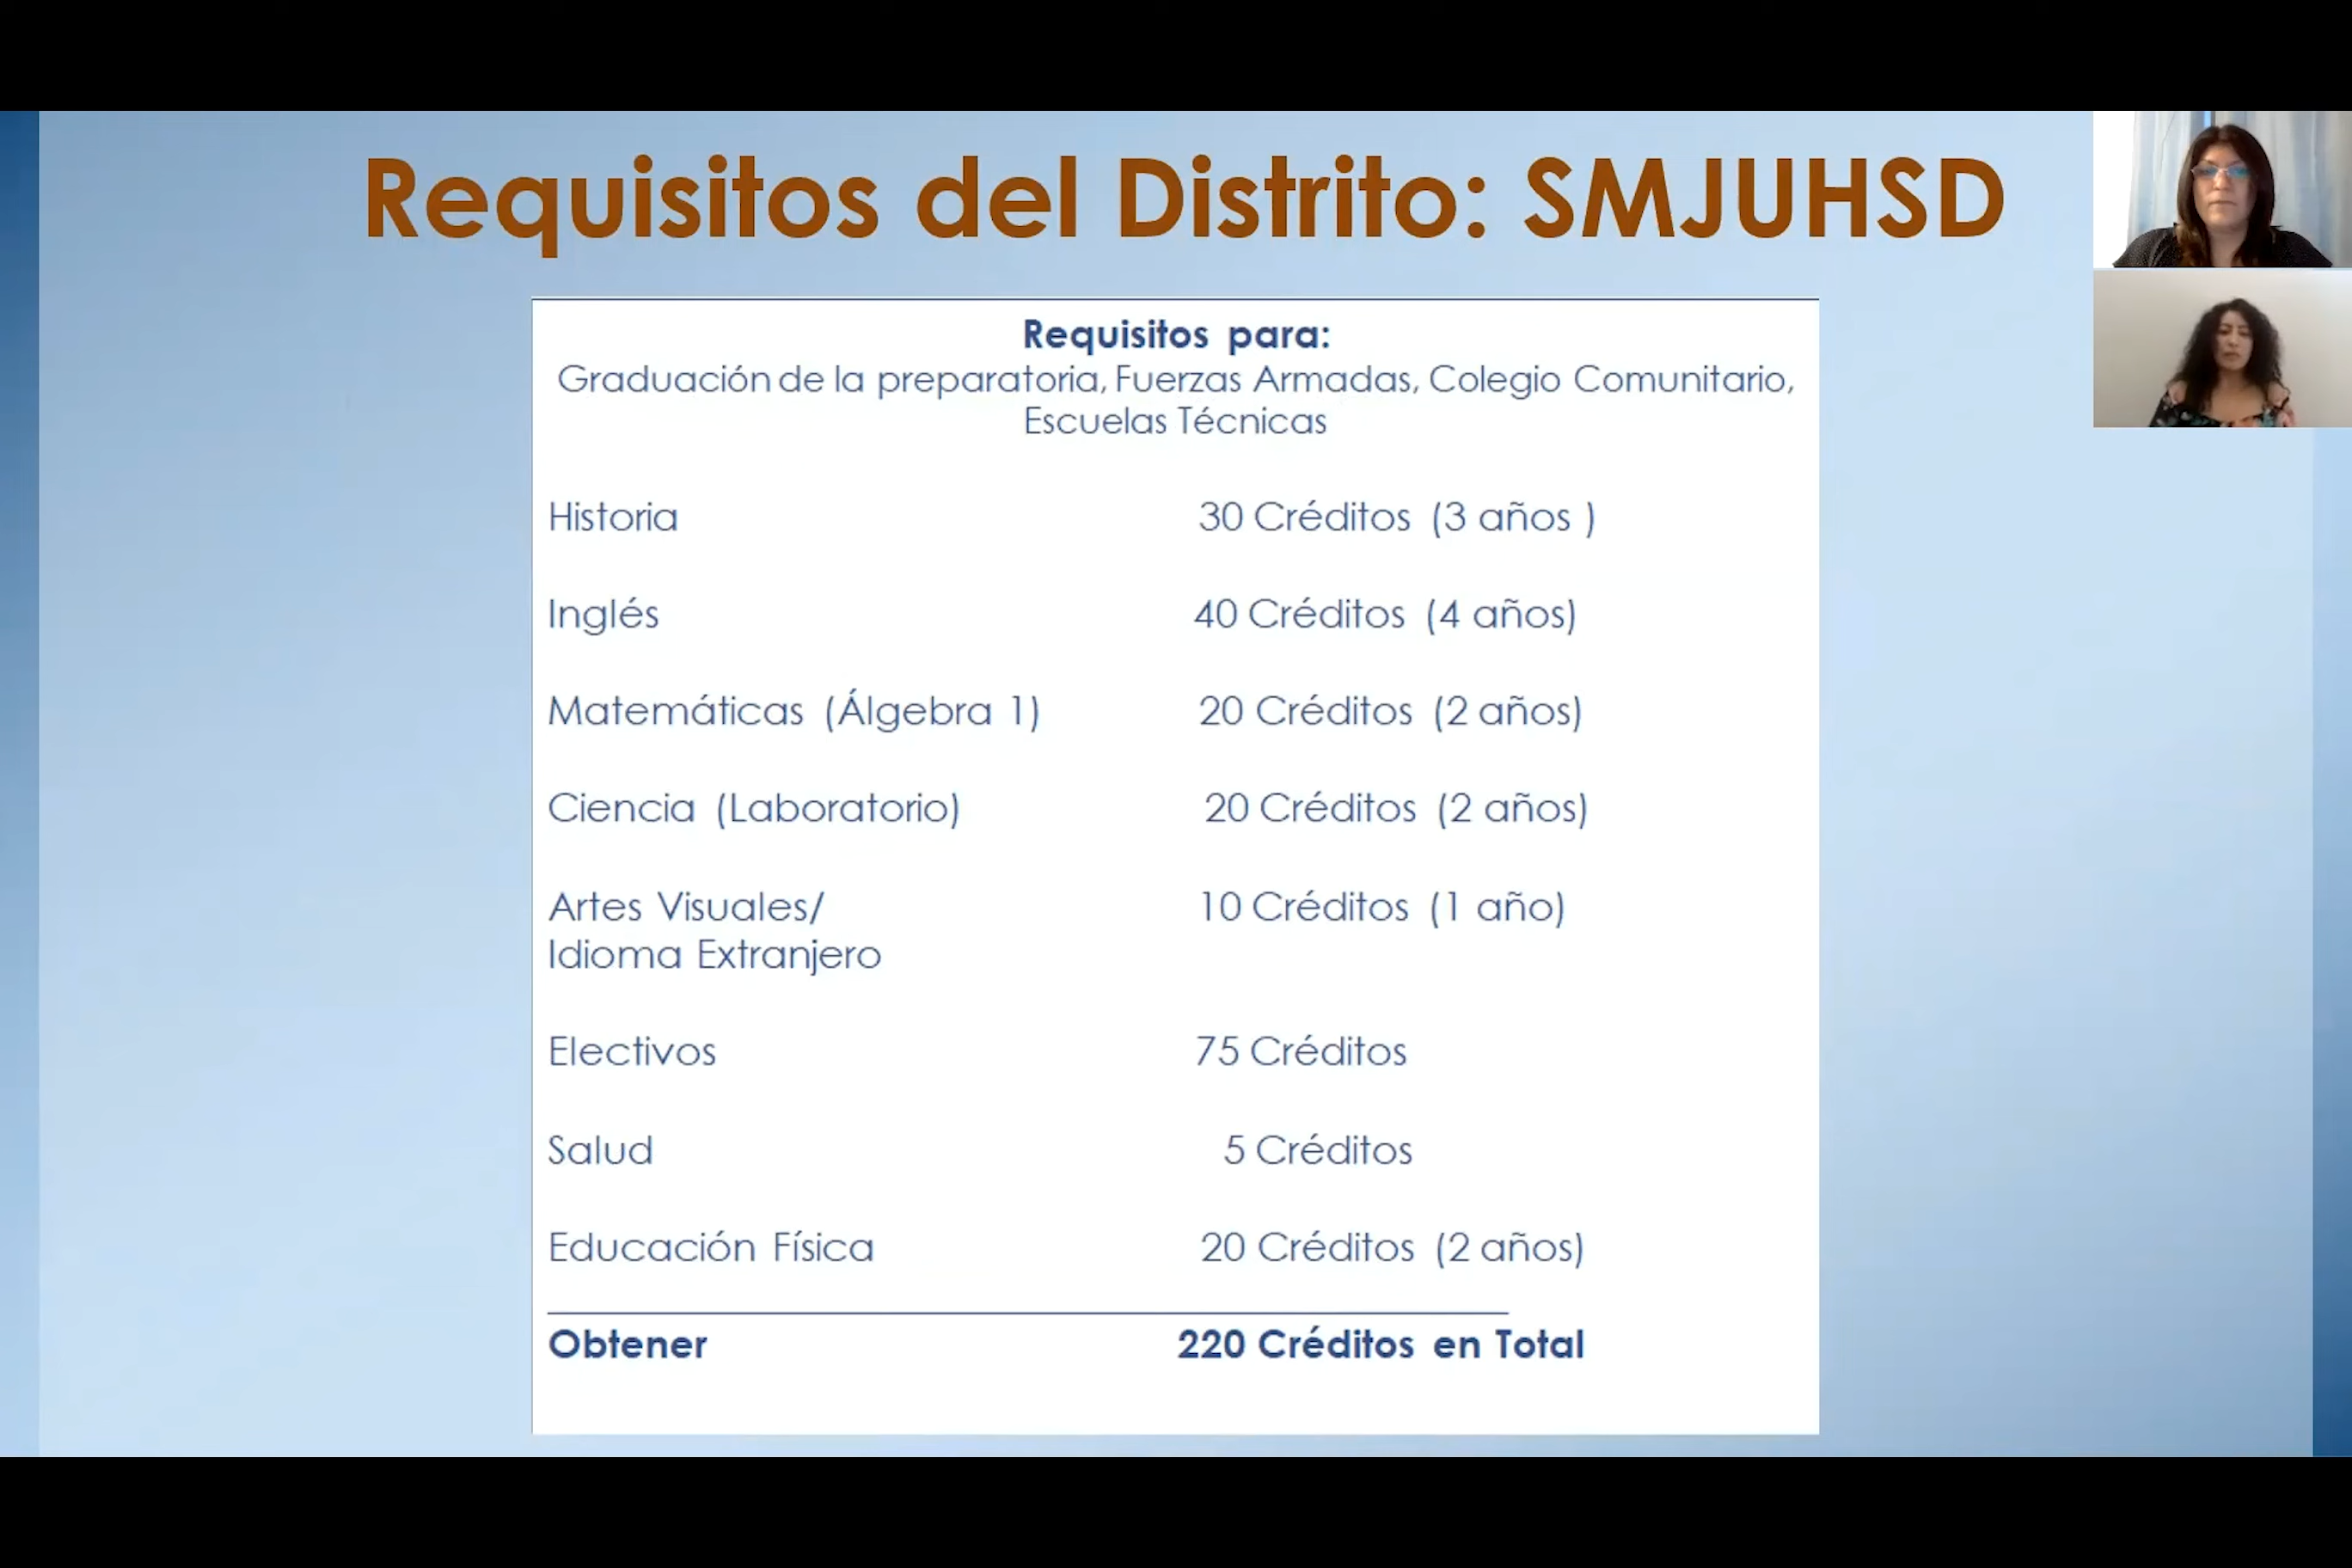 Requisitos del Distrito: SMJUHSD
Requisitos para:
Graduación de la preparatoria, Fuerzas Armadas, Colegio Comunitario,
Escuelas Técnicas
Historia 30 Créditos (3 años )
Inglés 40 Créditos (4 años)
Matemáticas (Álgebra 1) 20 Créditos (2 años)
Ciencia (Laboratorio) 20 Créditos (2 años)
Artes Visuales/ 10 Créditos (1 año)
Idioma Extranjero
Electivos 75 Créditos
Salud 5 Créditos
Educación Física 20 Créditos (2 años)
Obtener 220 Créditos en Total